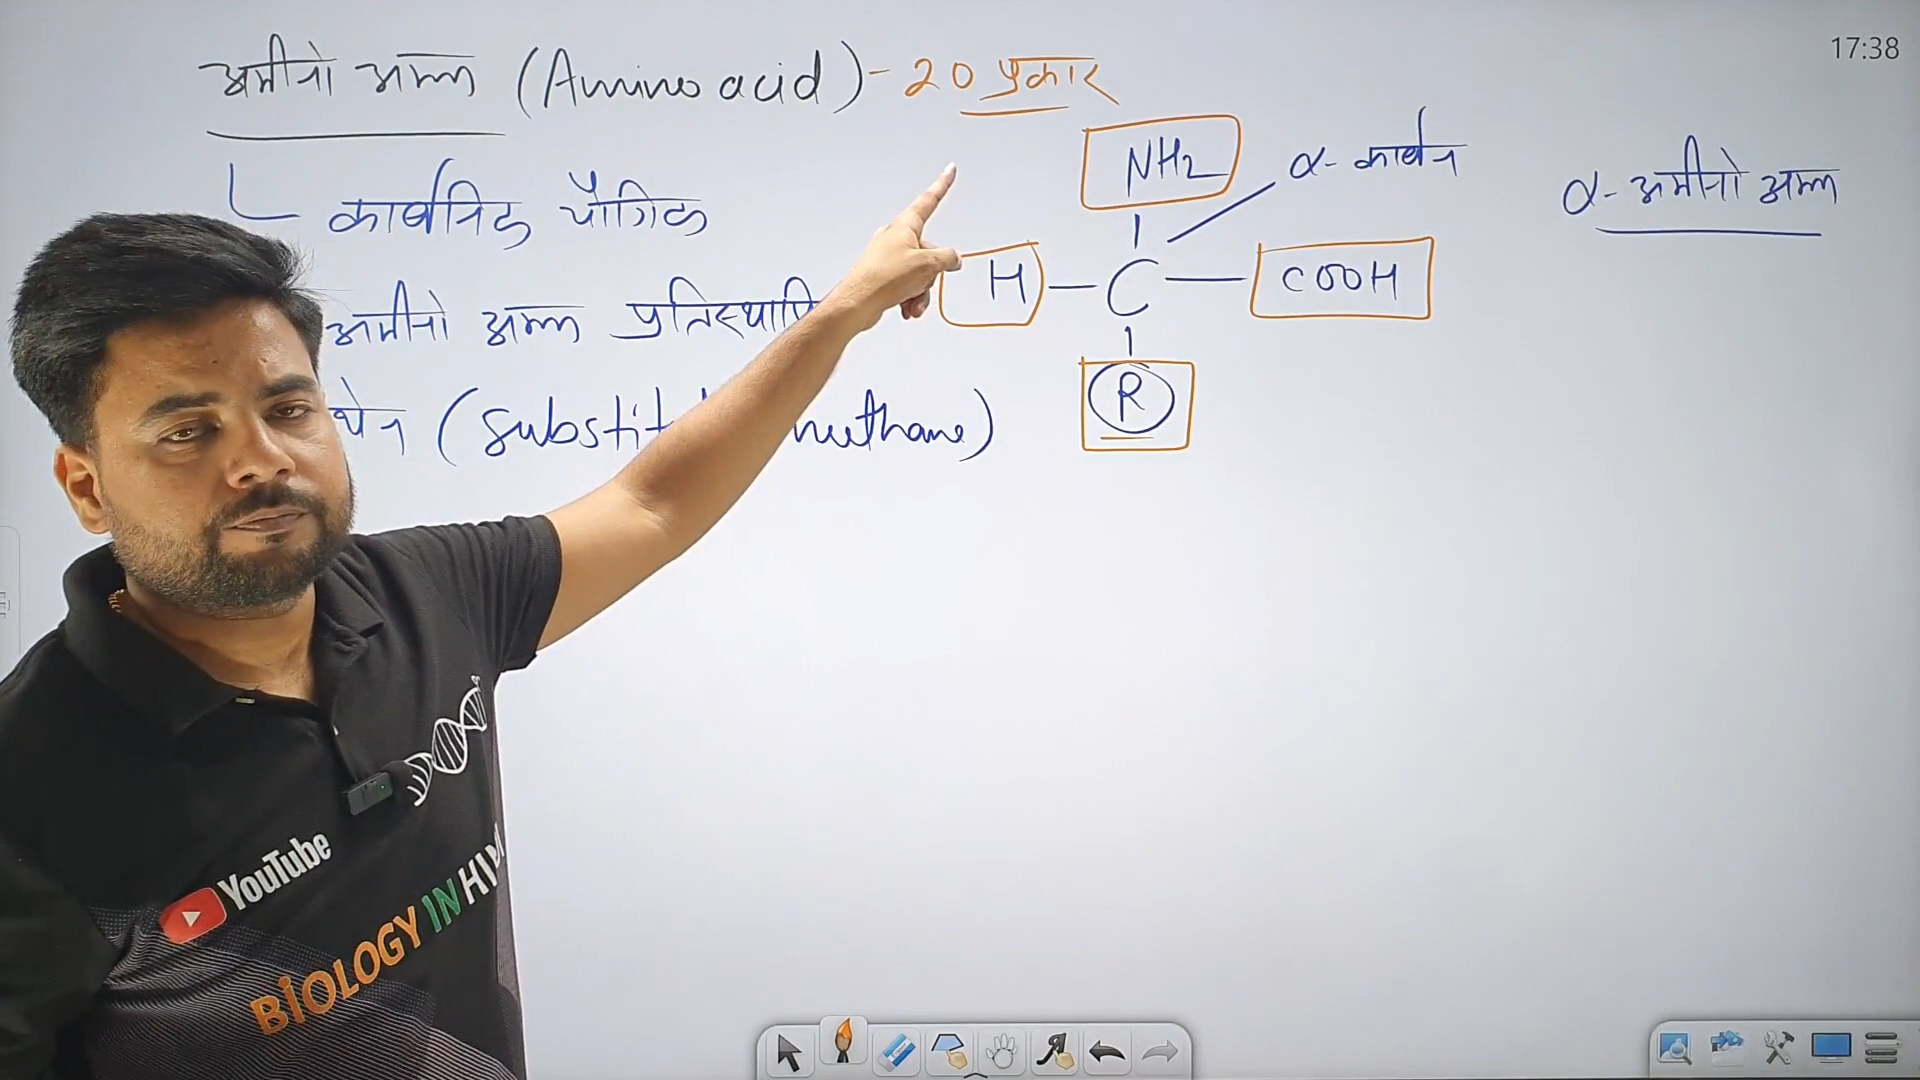 अमीनो अम्ल (Amino acid) - 20 प्रकार
17:38
NH2
α- कार्बन
α- अमीनो अम्ल
कार्बनिक यौगिक
H - C - COOH
अमीनो अम्ल
R
(substit methane)
YouTube
BIOLOGY IN